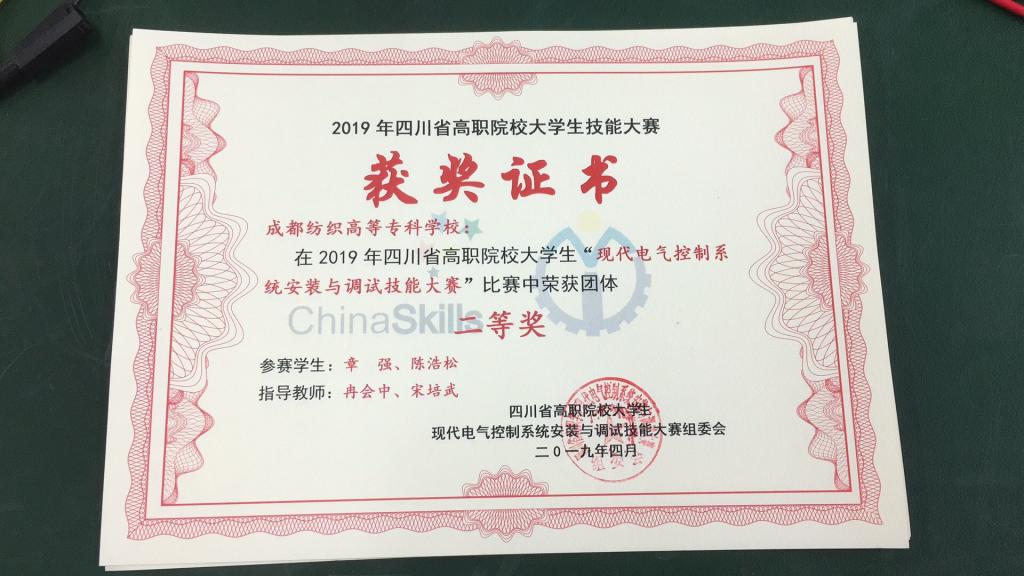 2019年四川省高职院校大学生技能大赛
获奖证书
成都纺织高等专科学校：
在2019年四川省高职院校大学生“现代电气控制系
统安装与调试技能大赛”比赛中荣获团体
ChinaSkills
二等奖
参赛学生：章 强、陈浩松
指导教师：冉会中、宋培武
四川省高职院校大学生
现代电气控制系统安装与调试技能大赛组委会
二0一九年四月
组委会